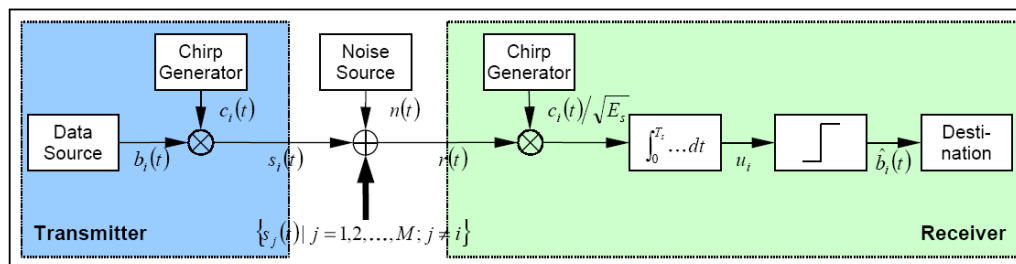 Chirp
Generator
Noise
Source
Chirp
Generator
c_i(t)
n(t)
c_i(t)/√E_s
Data
Source
b_i(t)
s_i(t)
r(t)
∫_0^{T_s} ...dt
u_i
b̂_i(t)
Desti-
nation
Transmitter
{s_j(t) | j = 1,2,...,M; j ≠ i}
Receiver